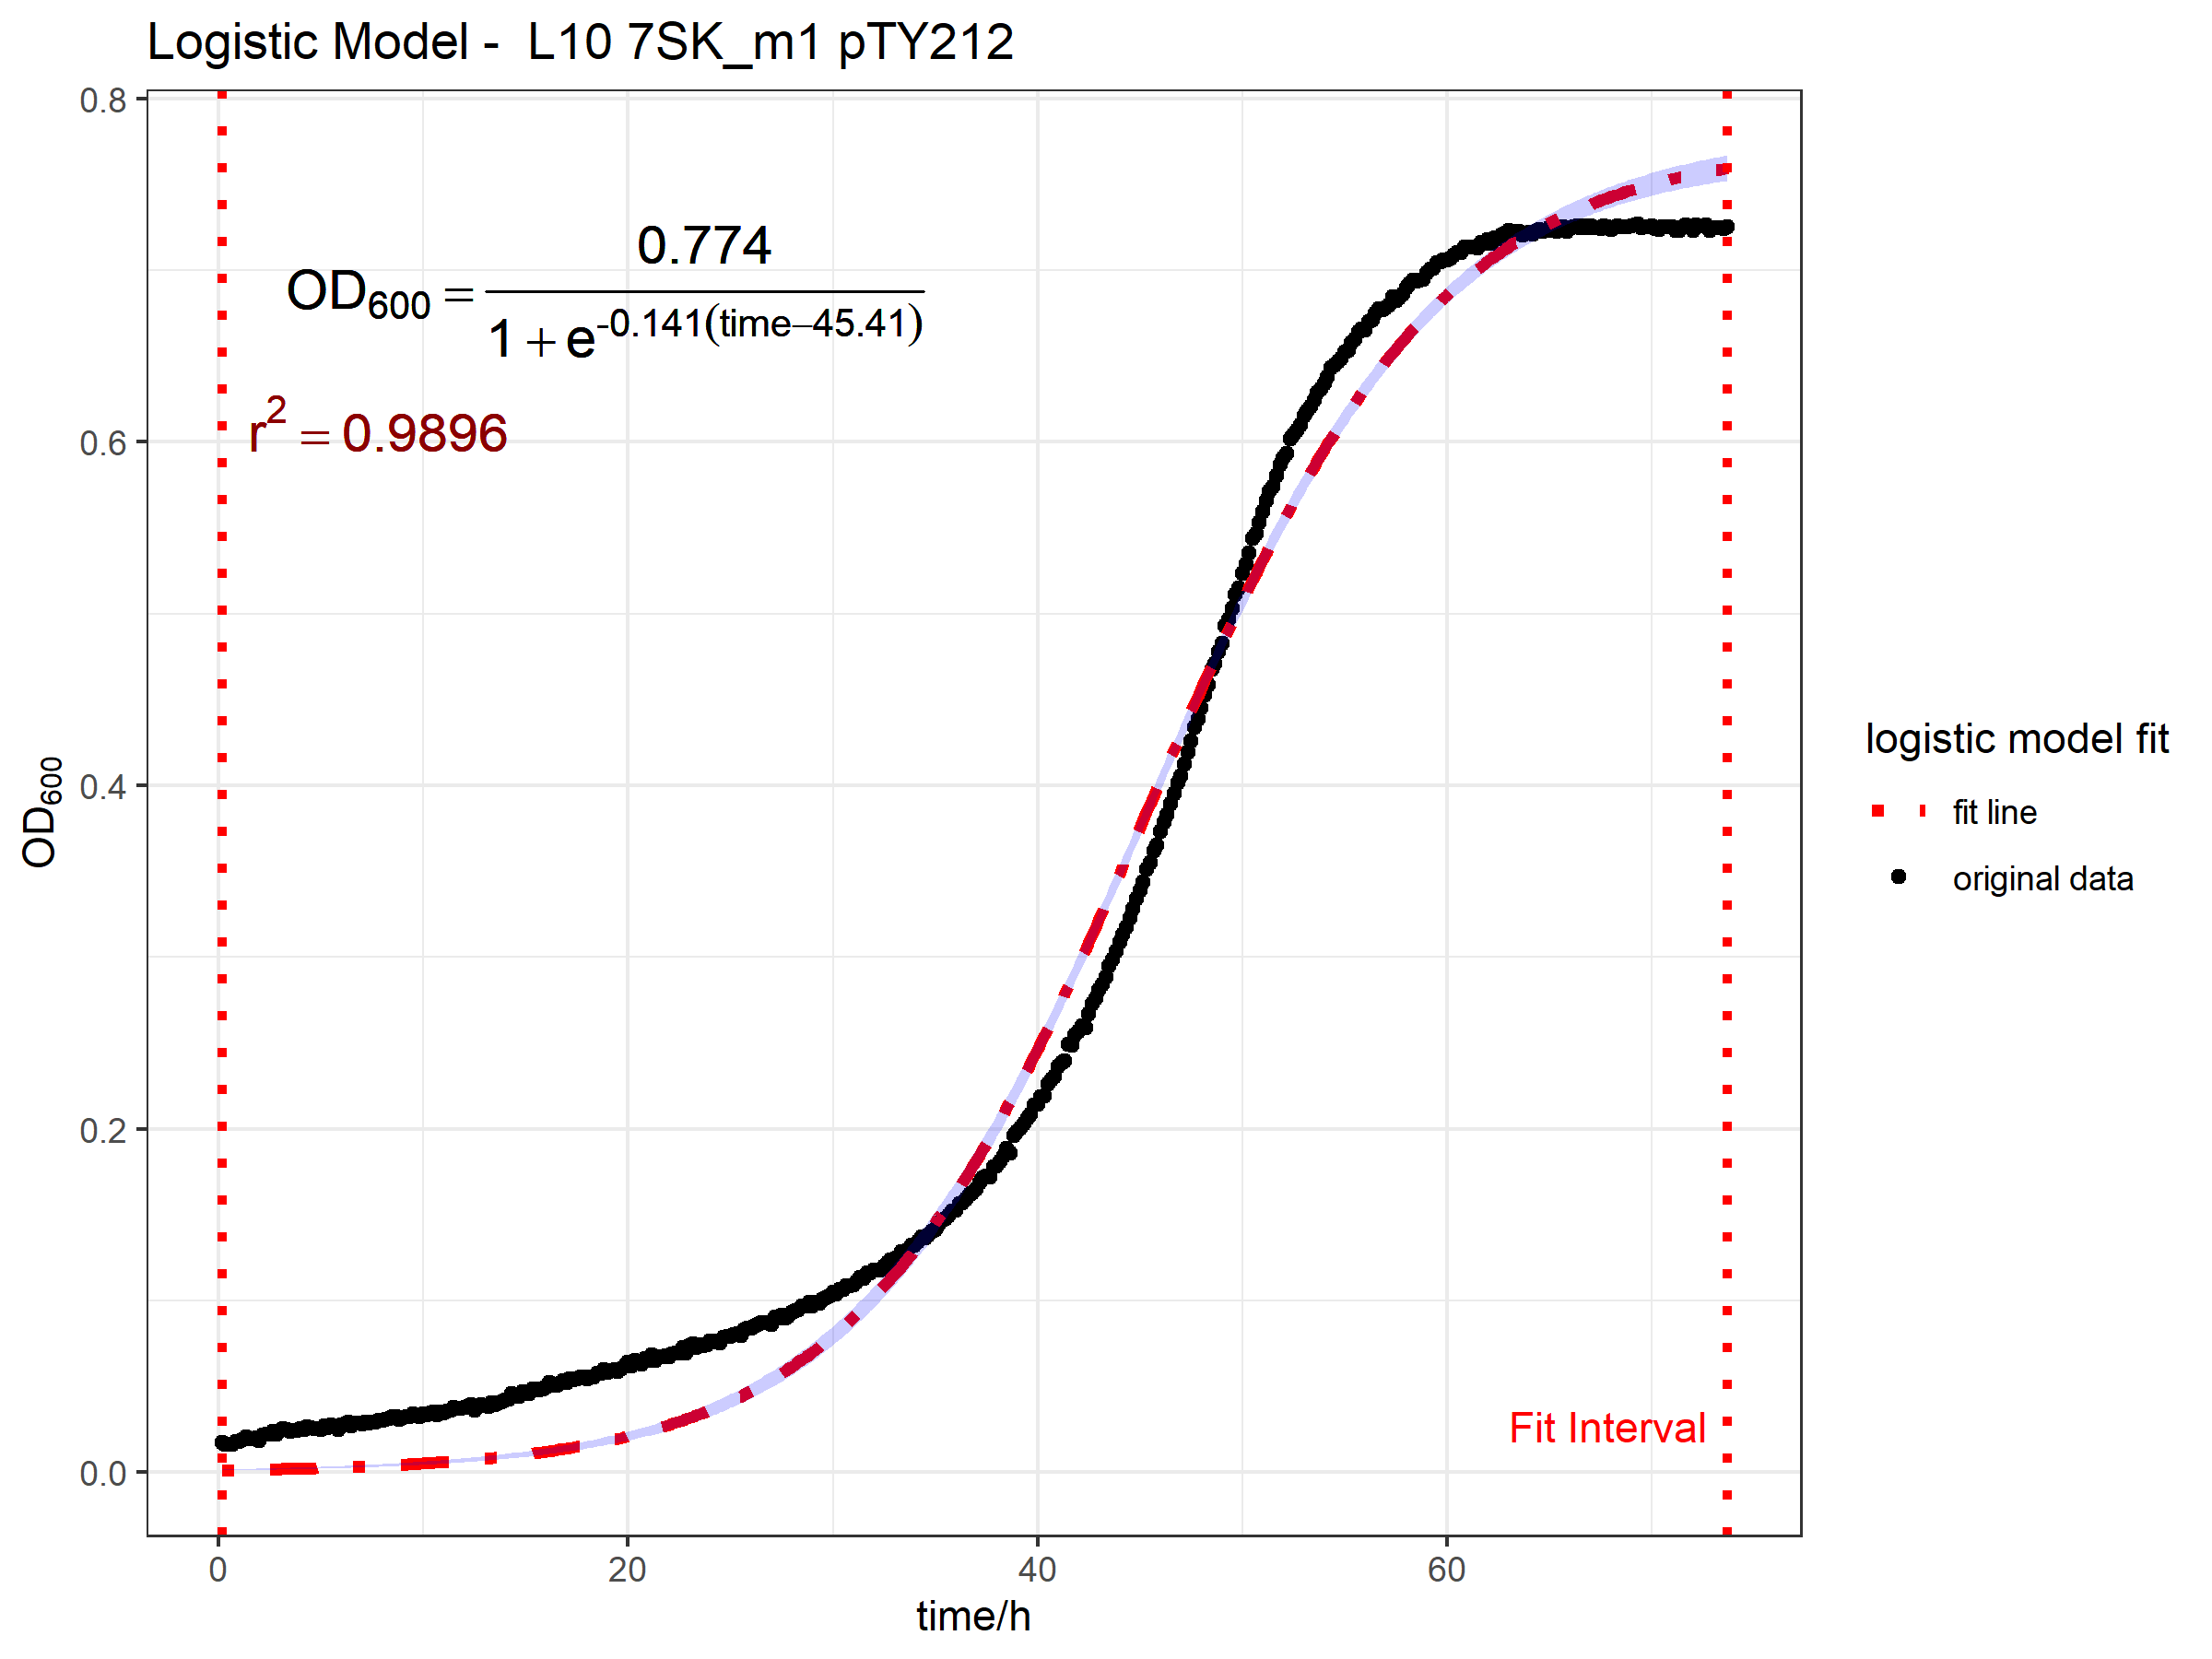 Logistic Model -  L10 7SK_m1 pTY212
0.8
0.6
0.4
0.2
0.0
OD600
OD600 = 0.774 / 1 + e^-0.141(time−45.41)
r^2 = 0.9896
Fit Interval
0 20 40 60
time/h
logistic model fit
fit line
original data